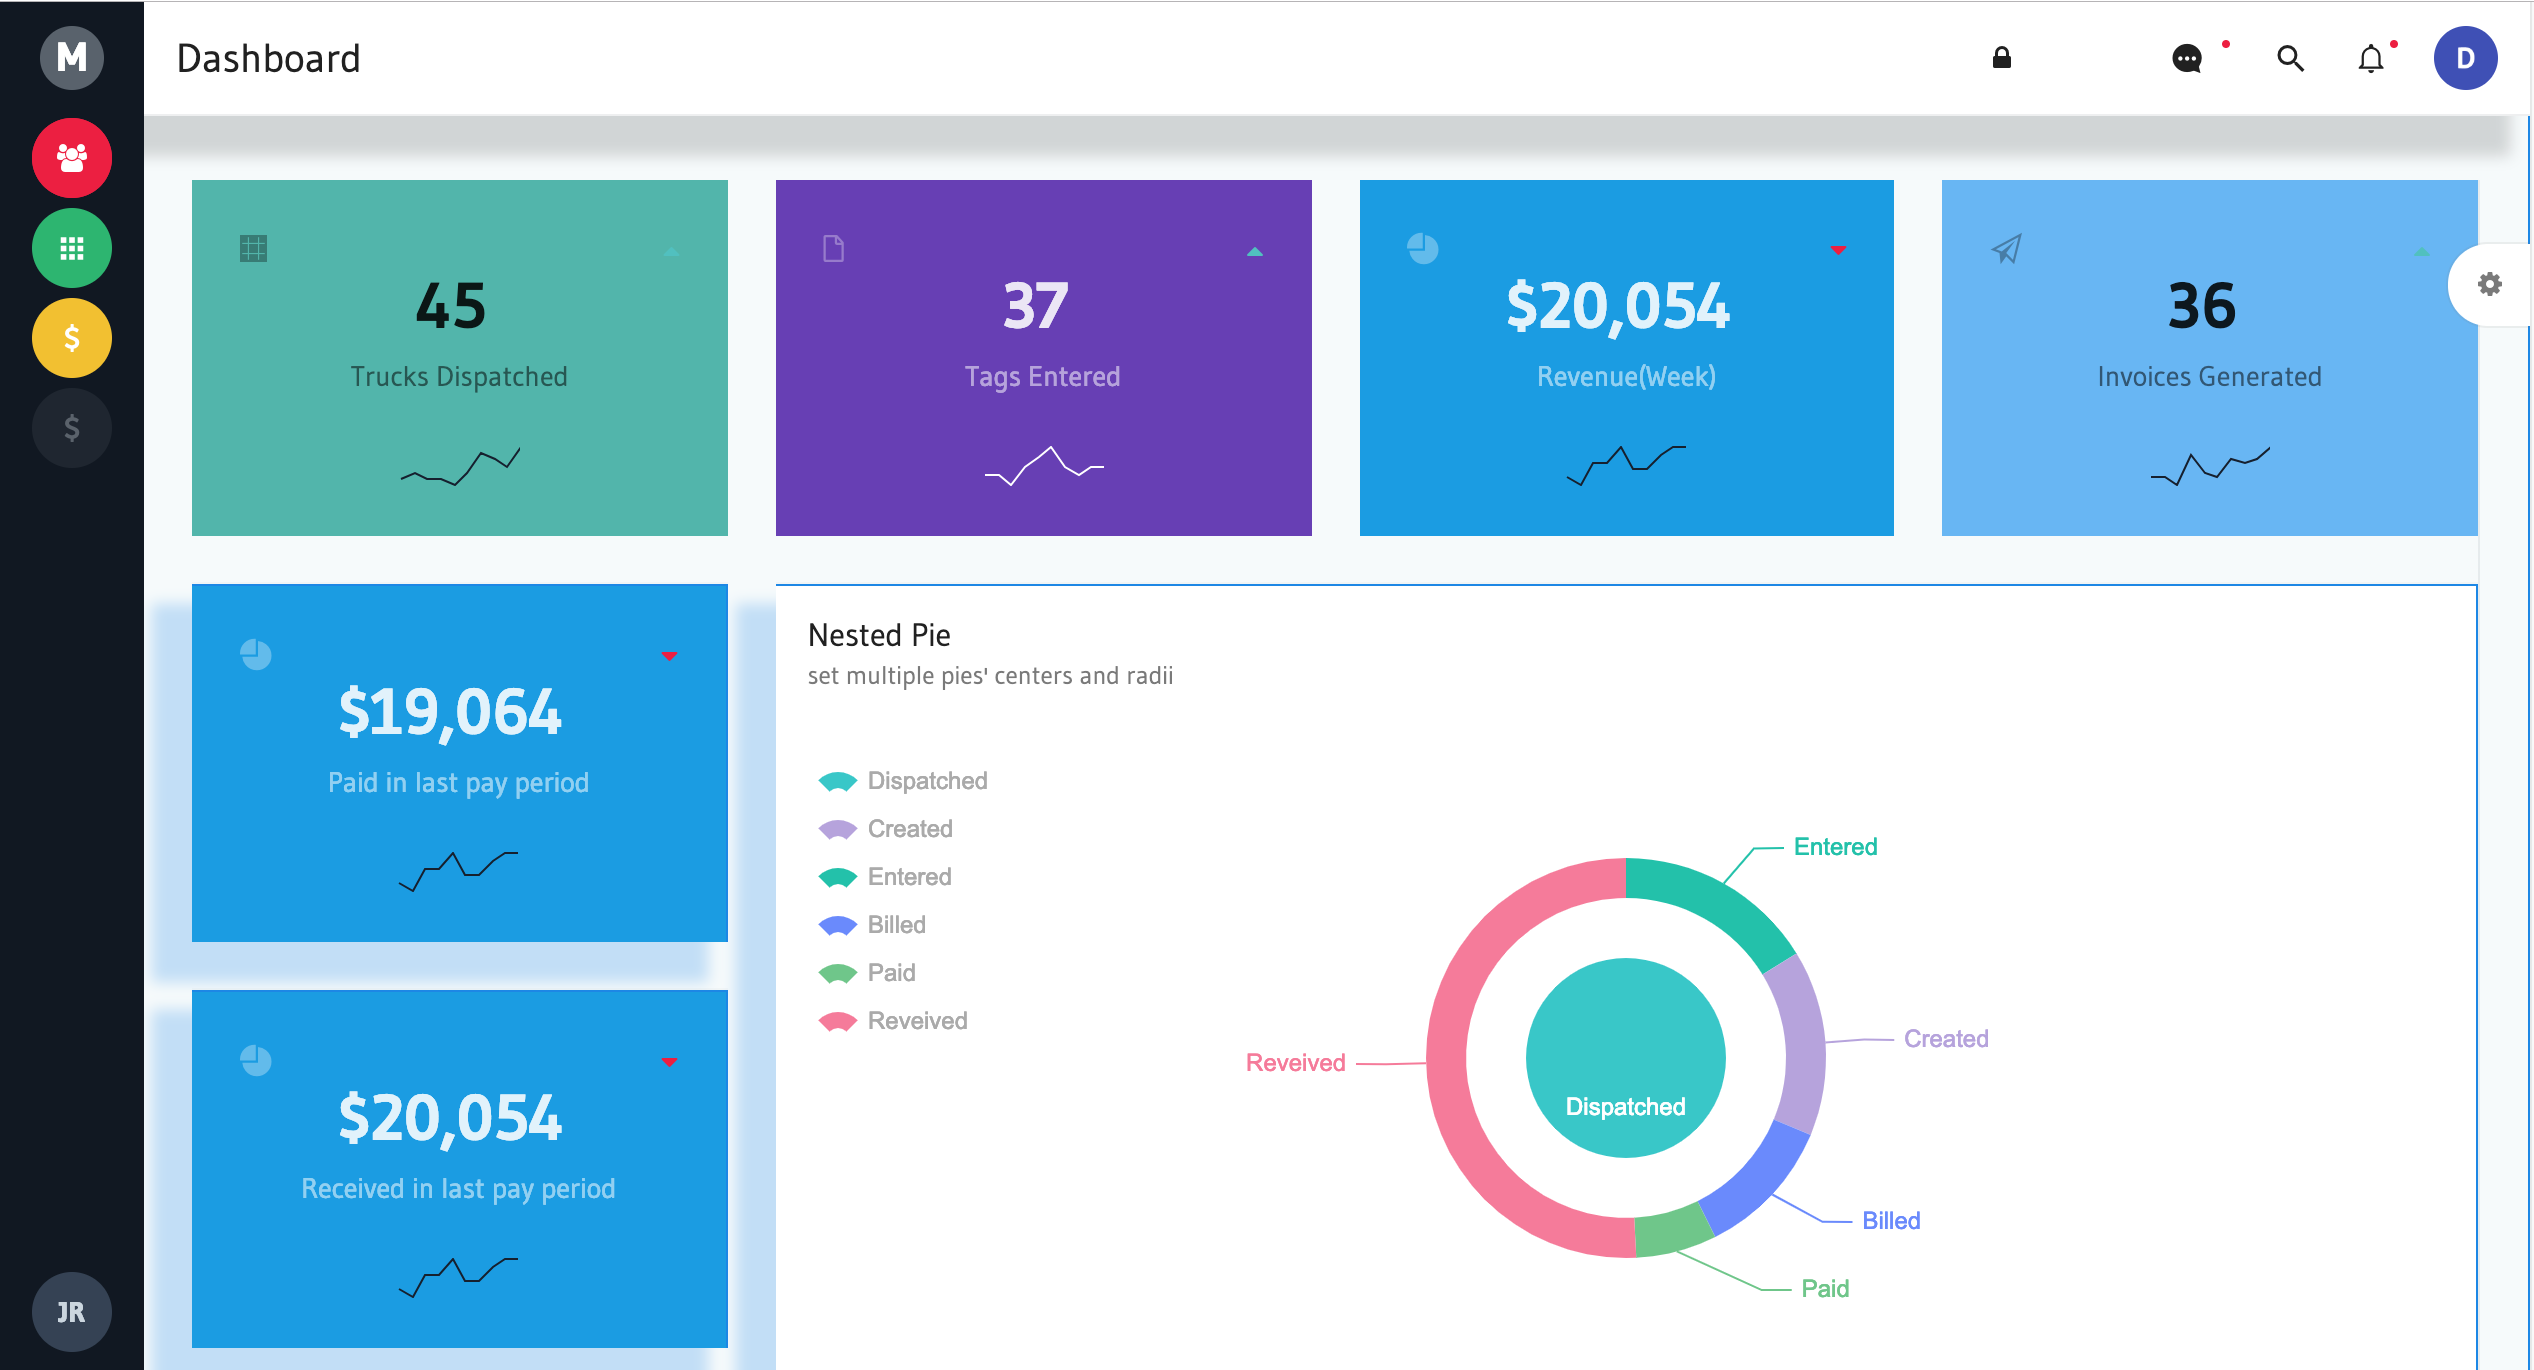 M
Dashboard
D
$
$
JR
45
Trucks Dispatched
37
Tags Entered
$20,054
Revenue(Week)
36
Invoices Generated
$19,064
Paid in last pay period
$20,054
Received in last pay period
Nested Pie
set multiple pies' centers and radii
Dispatched
Created
Entered
Billed
Paid
Reveived
Entered
Created
Reveived
Dispatched
Billed
Paid